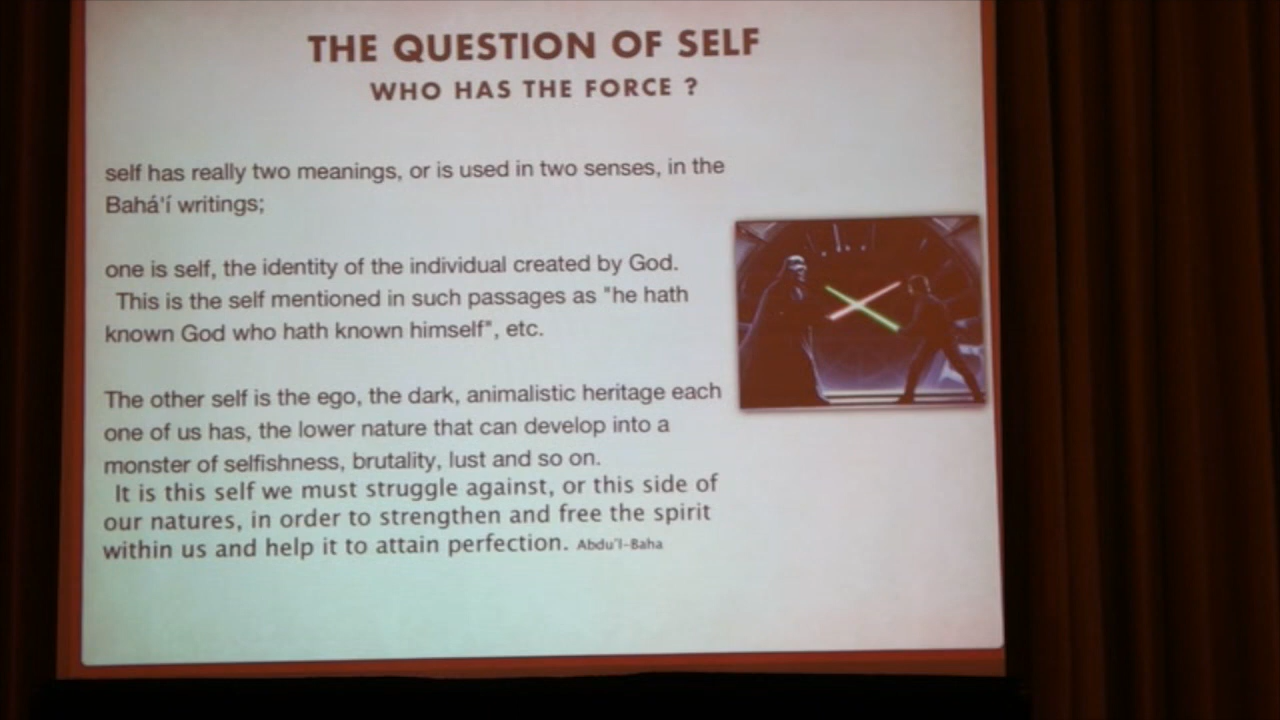 THE QUESTION OF SELF
WHO HAS THE FORCE ?
self has really two meanings, or is used in two senses, in the
Bahá'í writings;
one is self, the identity of the individual created by God.
This is the self mentioned in such passages as "he hath
known God who hath known himself", etc.
The other self is the ego, the dark, animalistic heritage each
one of us has, the lower nature that can develop into a
monster of selfishness, brutality, lust and so on.
It is this self we must struggle against, or this side of
our natures, in order to strengthen and free the spirit
within us and help it to attain perfection. Abdu'l-Baha